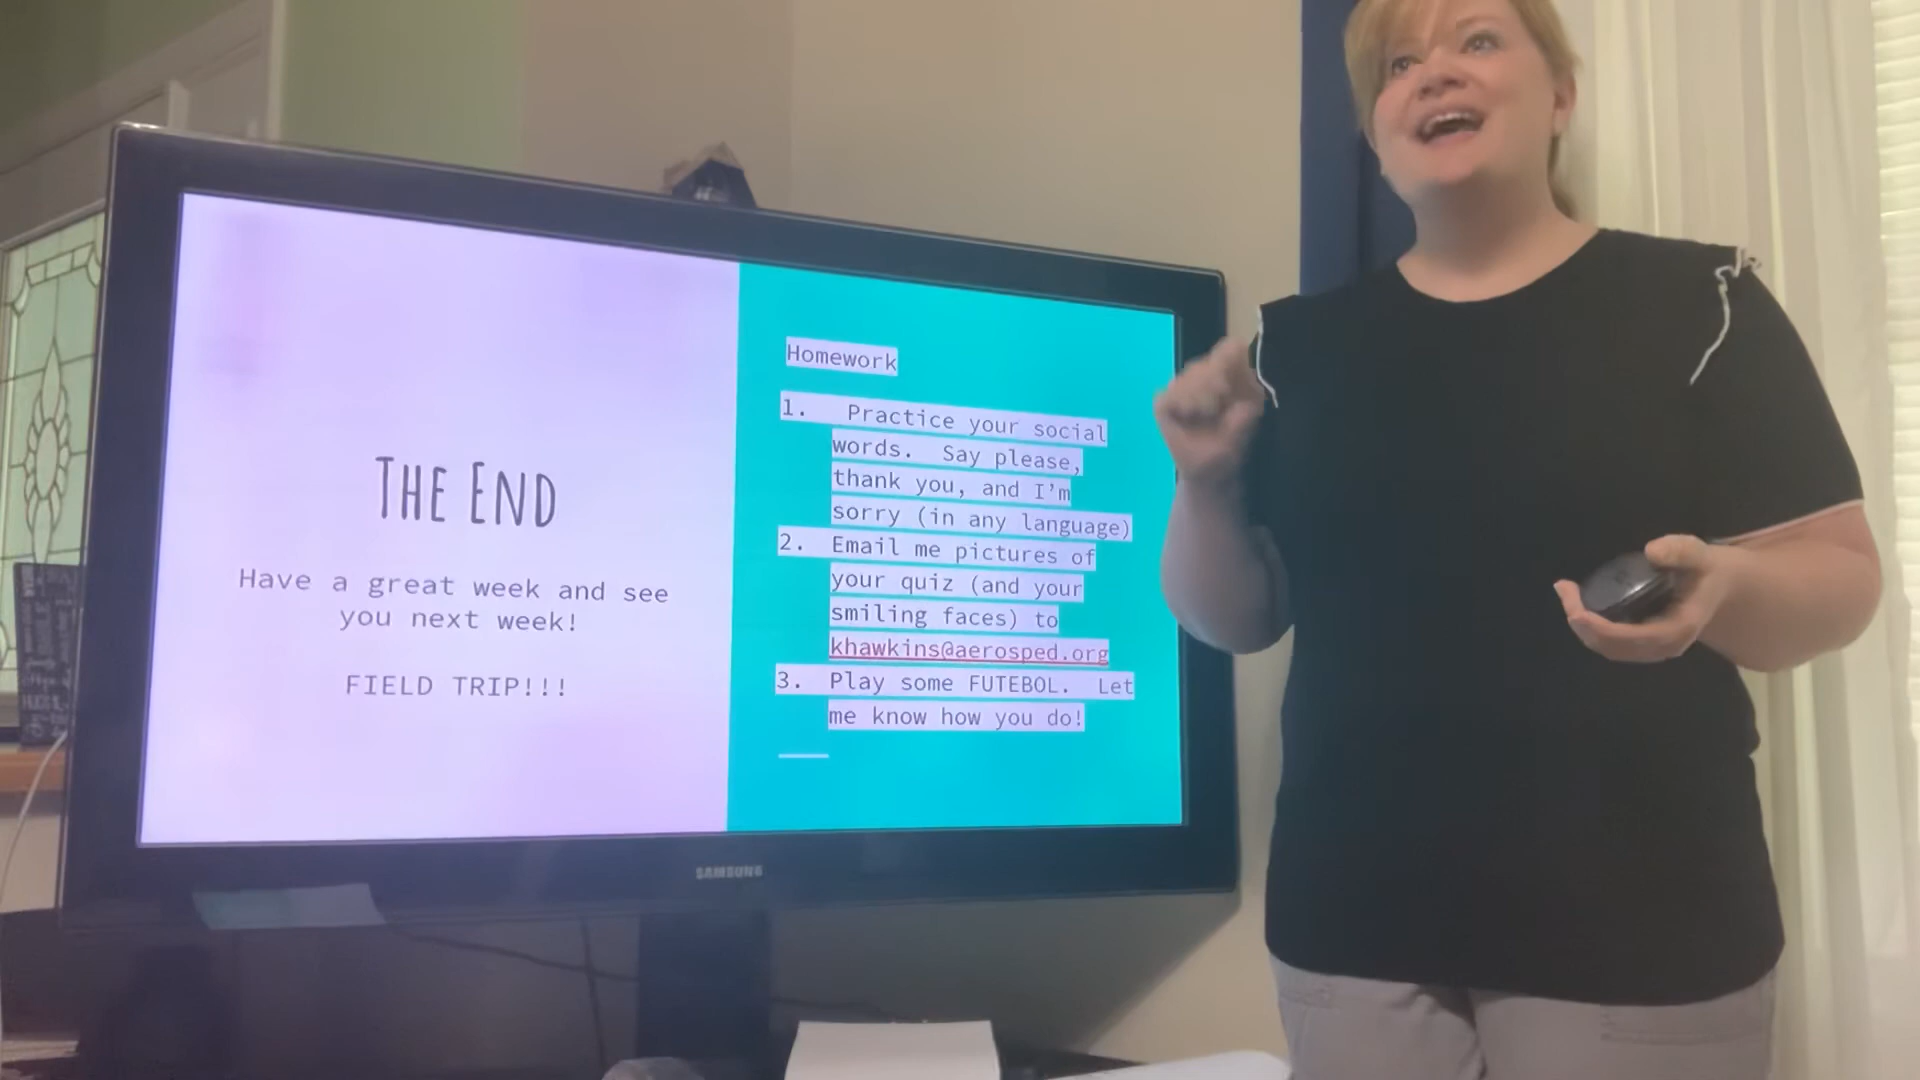 THE END
Have a great week and see
you next week!
FIELD TRIP!!!
Homework
1. Practice your social
words. Say please,
thank you, and I'm
sorry (in any language)
2. Email me pictures of
your quiz (and your
smiling faces) to
khawkins@aerosped.org
3. Play some FUTEBOL. Let
me know how you do!
SAMSUNG